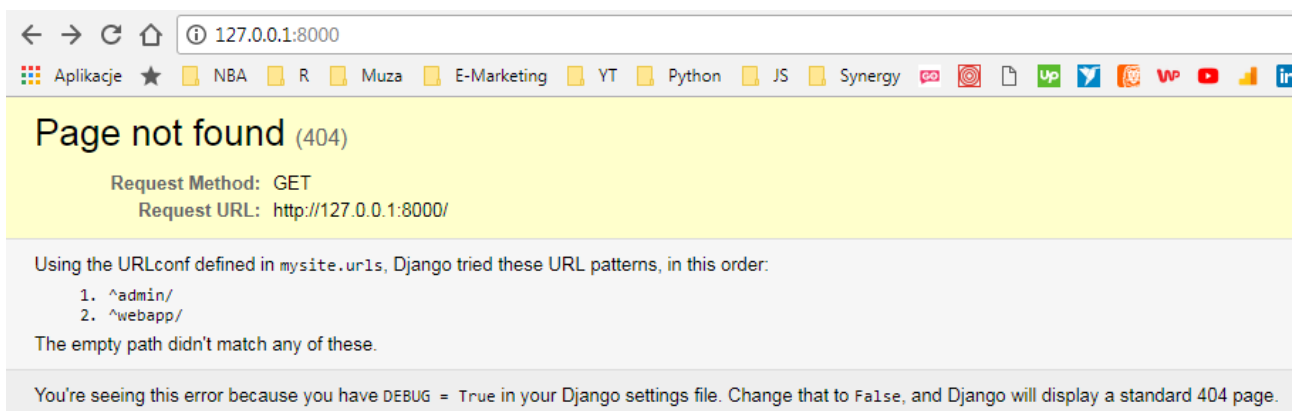 127.0.0.1:8000
Aplikacje NBA R Muza E-Marketing YT Python JS Synergy GO Up WP in
Page not found (404)
Request Method: GET
Request URL: http://127.0.0.1:8000/
Using the URLconf defined in mysite.urls, Django tried these URL patterns, in this order:
1. ^admin/
2. ^webapp/
The empty path didn't match any of these.
You're seeing this error because you have DEBUG = True in your Django settings file. Change that to False, and Django will display a standard 404 page.